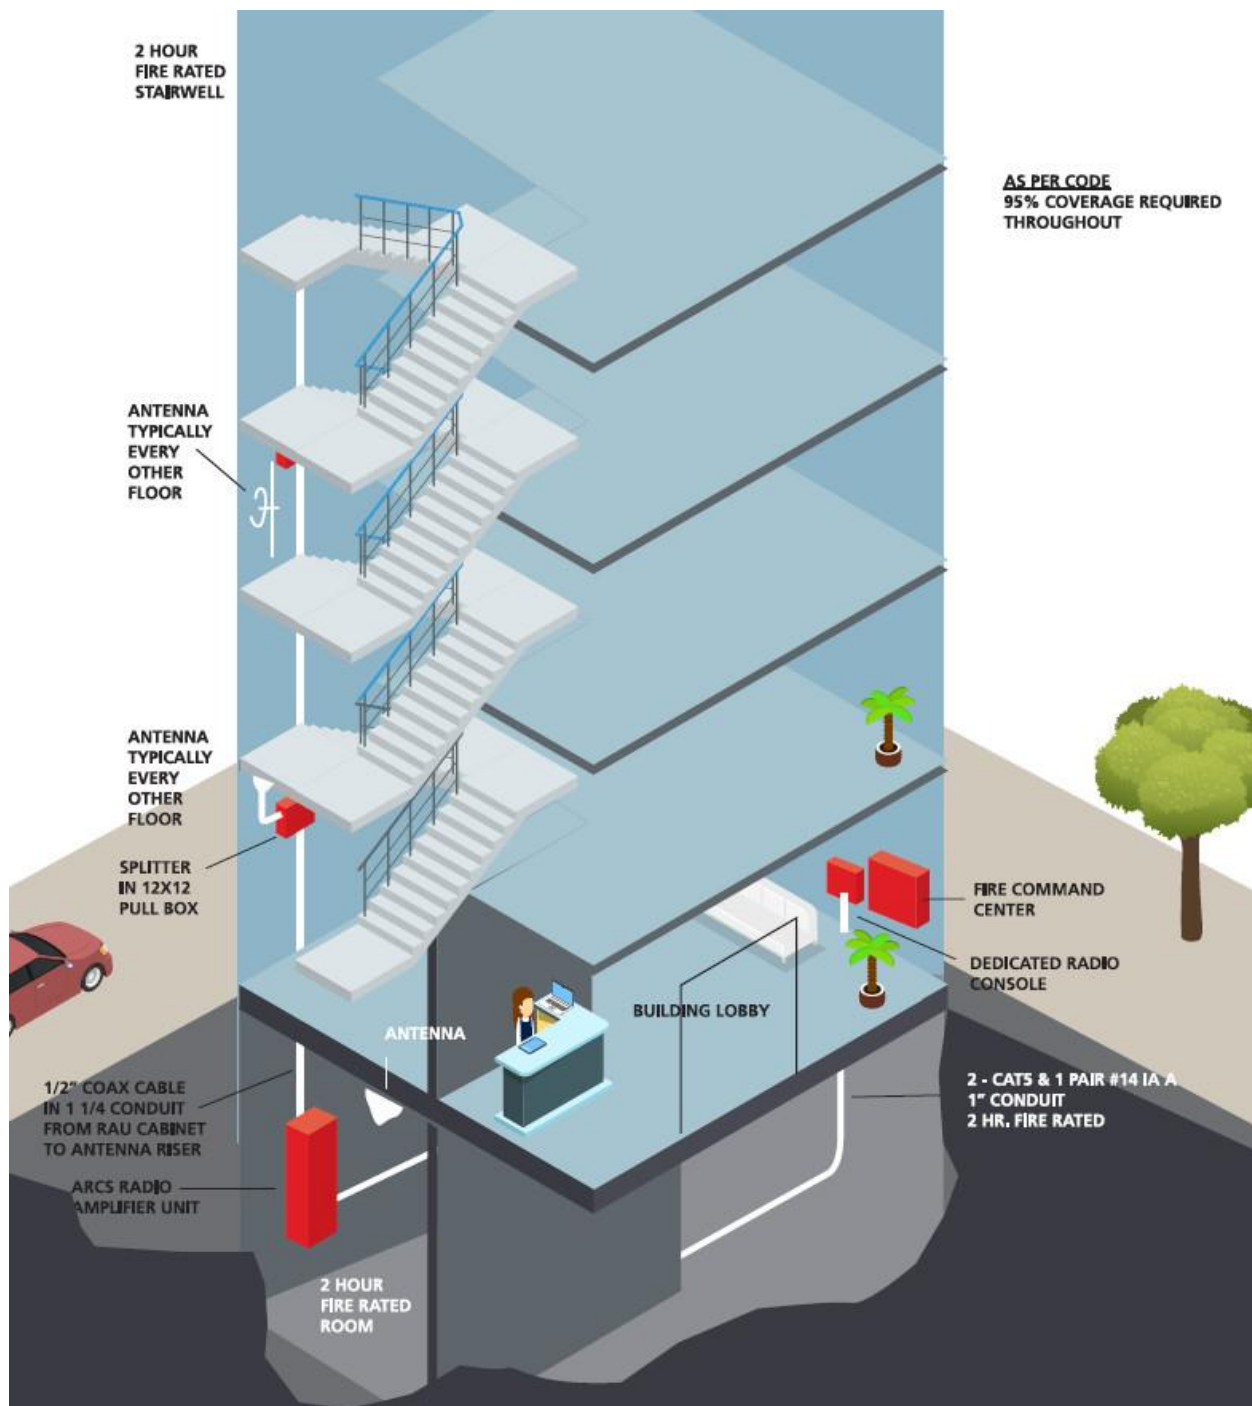 2 HOUR
FIRE RATED
STAIRWELL
AS PER CODE
95% COVERAGE REQUIRED
THROUGHOUT
ANTENNA
TYPICALLY
EVERY
OTHER
FLOOR
ANTENNA
TYPICALLY
EVERY
OTHER
FLOOR
SPLITTER
IN 12X12
PULL BOX
FIRE COMMAND
CENTER
DEDICATED RADIO
CONSOLE
BUILDING LOBBY
ANTENNA
1/2" COAX CABLE
IN 1 1/4 CONDUIT
FROM RAU CABINET
TO ANTENNA RISER
2 - CAT5 & 1 PAIR #14 IA A
1" CONDUIT
2 HR. FIRE RATED
ARCS RADIO
AMPLIFIER UNIT
2 HOUR
FIRE RATED
ROOM